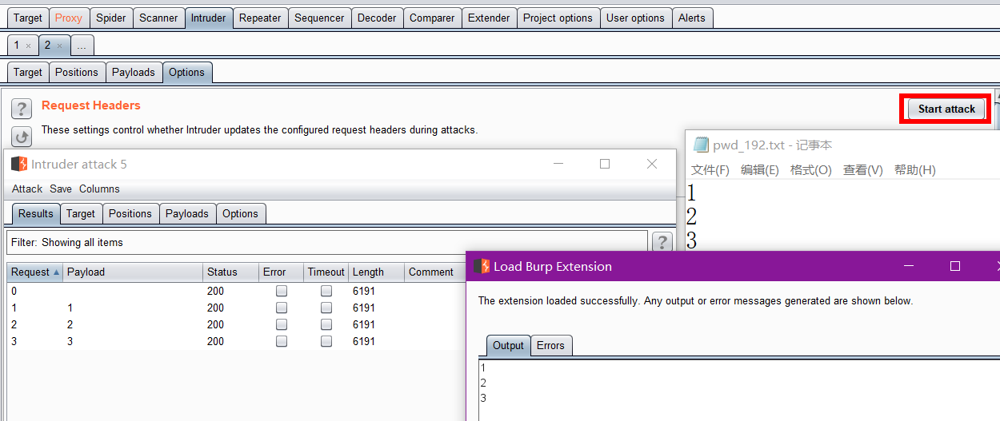 Target Proxy Spider Scanner Intruder Repeater Sequencer Decoder Comparer Extender Project options User options Alerts
1 × 2 × ...
Target Positions Payloads Options
? Request Headers
Start attack
These settings control whether Intruder updates the configured request headers during attacks.
pwd_192.txt - 记事本
文件(F) 编辑(E) 格式(O) 查看(V) 帮助(H)
1
2
3
Intruder attack 5
Attack Save Columns
Results Target Positions Payloads Options
Filter: Showing all items ?
Request Payload Status Error Timeout Length Comment
0 200 6191
1 1 200 6191
2 2 200 6191
3 3 200 6191
Load Burp Extension
The extension loaded successfully. Any output or error messages generated are shown below.
Output Errors
1
2
3